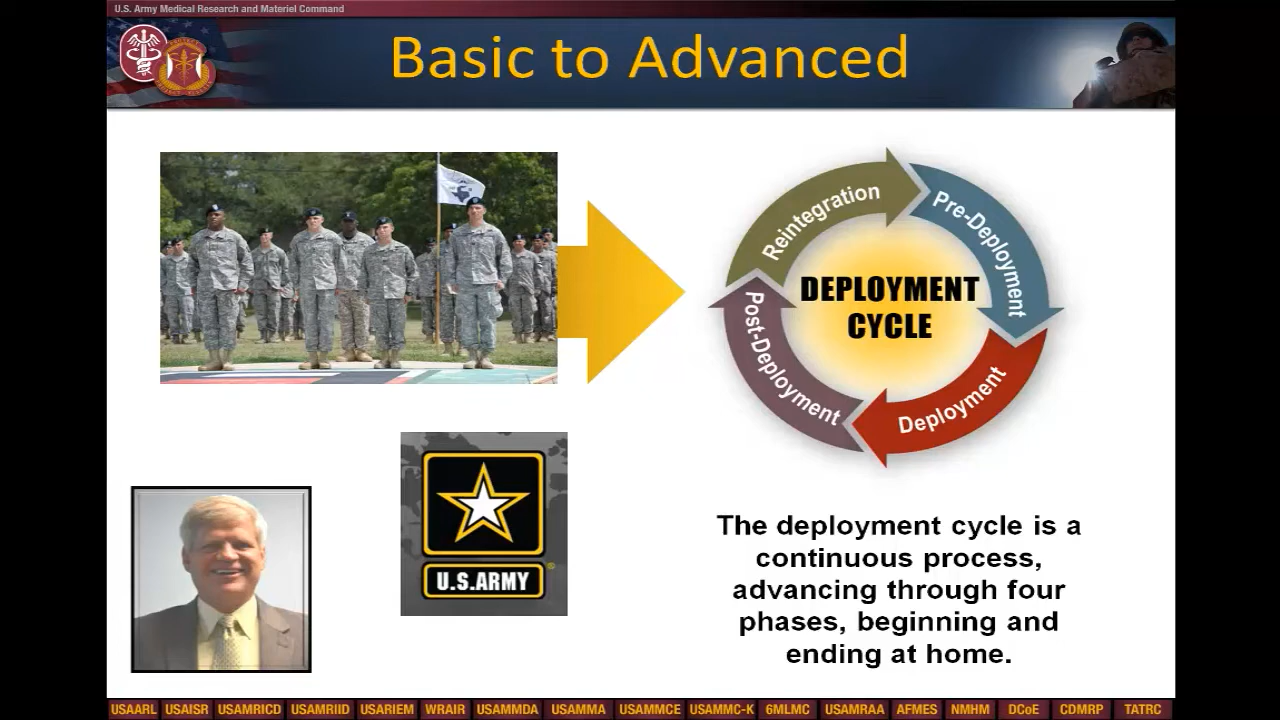 U.S. Army Medical Research and Materiel Command
Basic to Advanced
Reintegration
Pre-Deployment
DEPLOYMENT
CYCLE
Post-Deployment
Deployment
U.S.ARMY
®
The deployment cycle is a
continuous process,
advancing through four
phases, beginning and
ending at home.
USAARL USAISR USAMRICD USAMRIID USARIEM WRAIR USAMMDA USAMMA USAMMCE USAMMC-K 6MLMC USAMRAA AFMES NMHM DCoE CDMRP TATRC